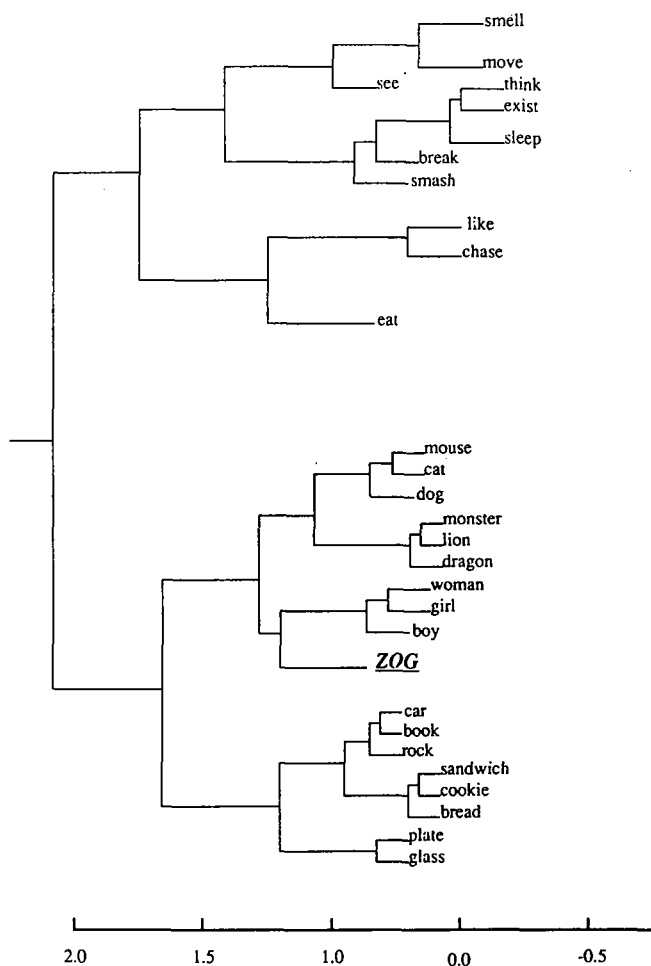 smell
move
see
think
exist
sleep
break
smash
like
chase
eat
mouse
cat
dog
monster
lion
dragon
woman
girl
boy
ZOG
car
book
rock
sandwich
cookie
bread
plate
glass
2.0 1.5 1.0 0.0 -0.5